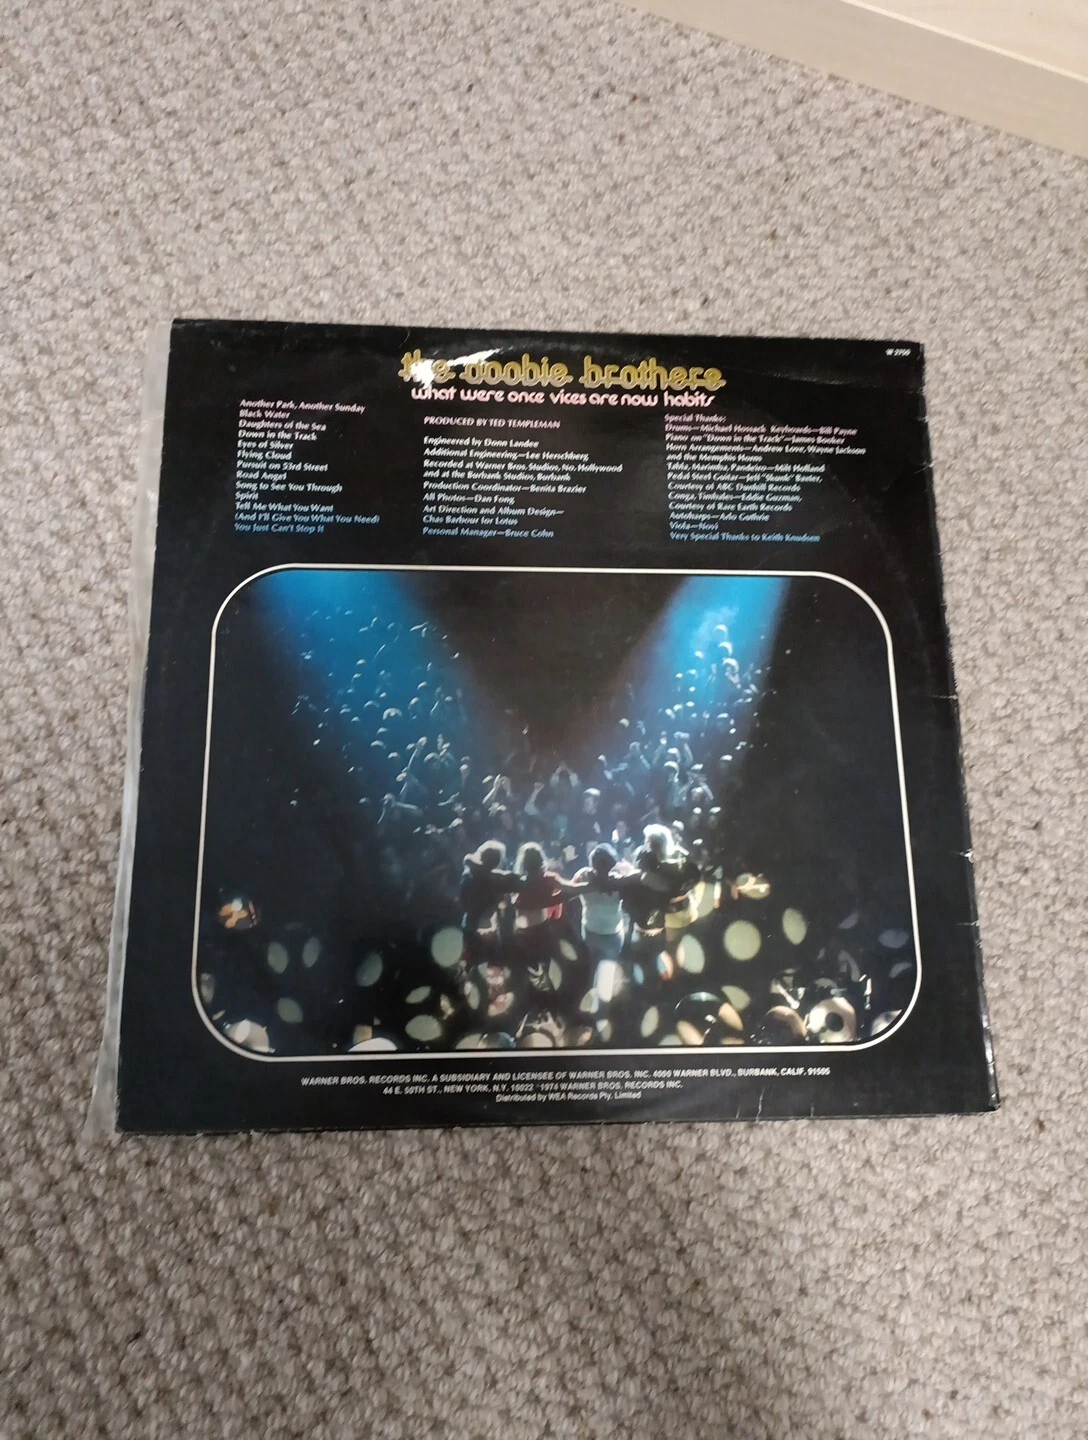 W 2750
the doobie brothers
what were once vices are now habits
Another Park, Another Sunday
Black Water
Daughters of the Sea
Down in the Track
Eyes of Silver
Flying Cloud
Pursuit on 53rd Street
Road Angel
Song to See You Through
Spirit
Tell Me What You Want
(And I'll Give You What You Need)
You Just Can't Stop It
PRODUCED BY TED TEMPLEMAN
Engineered by Donn Landee
Additional Engineering—Lee Herschberg
Recorded at Warner Bros. Studios, No. Hollywood
and at the Burbank Studios, Burbank
Production Coordinator—Benita Brazier
All Photos—Dan Fong
Art Direction and Album Design—
Chas Barbour for Lotus
Personal Manager—Bruce Cohn
Special Thanks:
Drums—Michael Hossack Keyboards—Bill Payne
Piano on "Down in the Track"—James Booker
Horn Arrangements—Andrew Love, Wayne Jackson
and the Memphis Horns
Tabla, Marimba, Pandeiro—Milt Holland
Pedal Steel Guitar—Jeff "Skunk" Baxter,
Courtesy of ABC Dunhill Records
Conga, Timbales—Eddie Guzman,
Courtesy of Rare Earth Records
Autoharps—Arlo Guthrie
Viola—Novi
Very Special Thanks to Keith Knudsen
WARNER BROS. RECORDS INC. A SUBSIDIARY AND LICENSEE OF WARNER BROS. INC. 4000 WARNER BLVD., BURBANK, CALIF. 91505
44 E. 50TH ST., NEW YORK, N.Y. 10022 1974 WARNER BROS. RECORDS INC.
Distributed by WEA Records Pty. Limited